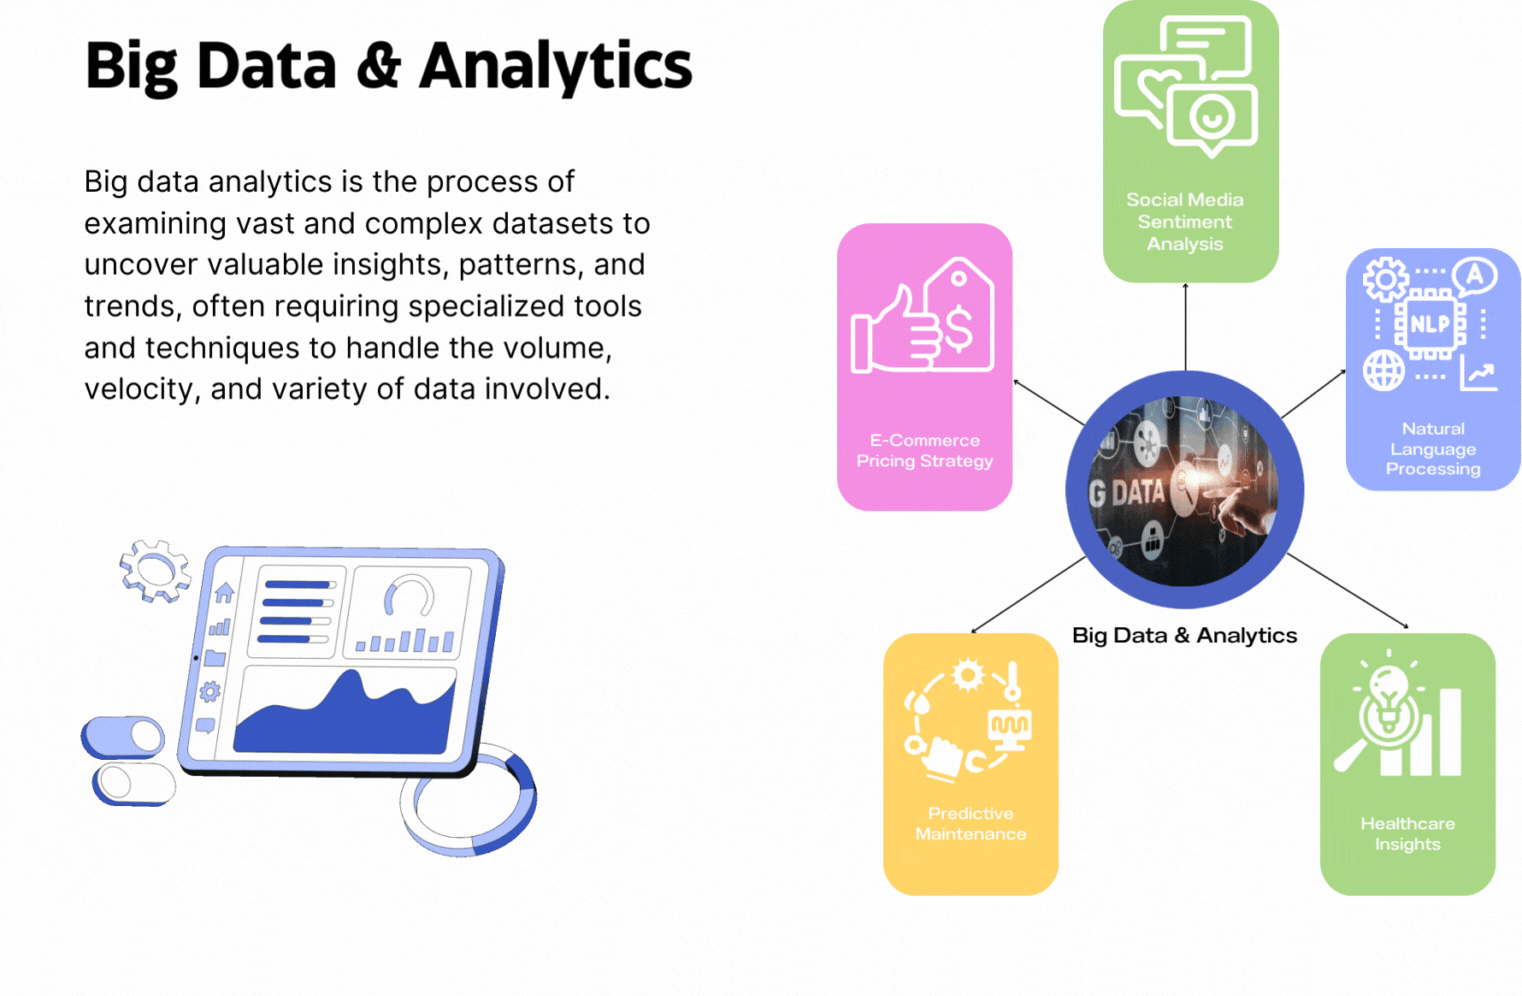 Big Data & Analytics
Big data analytics is the process of
examining vast and complex datasets to
uncover valuable insights, patterns, and
trends, often requiring specialized tools
and techniques to handle the volume,
velocity, and variety of data involved.
Social Media
Sentiment
Analysis
$
E-Commerce
Pricing Strategy
A
NLP
Natural
Language
Processing
G DATA
Big Data & Analytics
Predictive
Maintenance
Healthcare
Insights